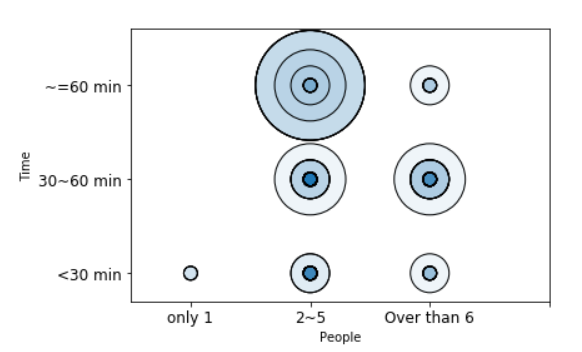 ~=60 min
Time
30~60 min
<30 min
only 1
2~5
Over than 6
People